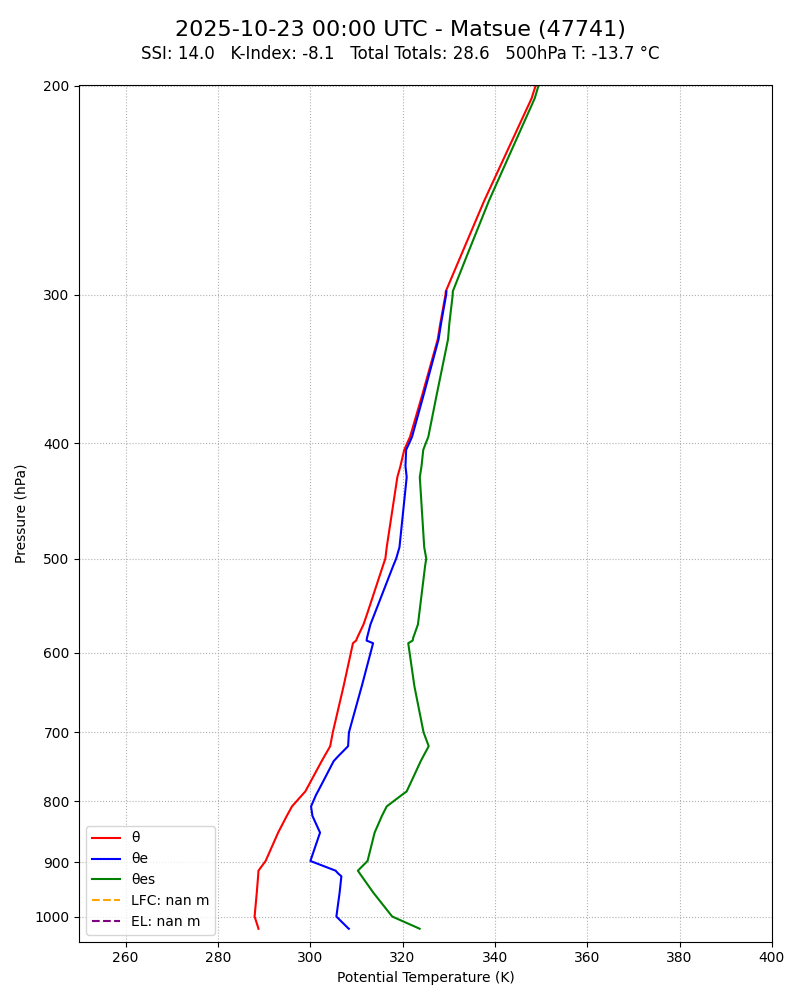 2025-10-23 00:00 UTC - Matsue (47741)
SSI: 14.0   K-Index: -8.1   Total Totals: 28.6   500hPa T: -13.7 °C
200
300
400
500
600
700
800
900
1000
Pressure (hPa)
θ
θe
θes
LFC: nan m
EL: nan m
260
280
300
320
340
360
380
400
Potential Temperature (K)